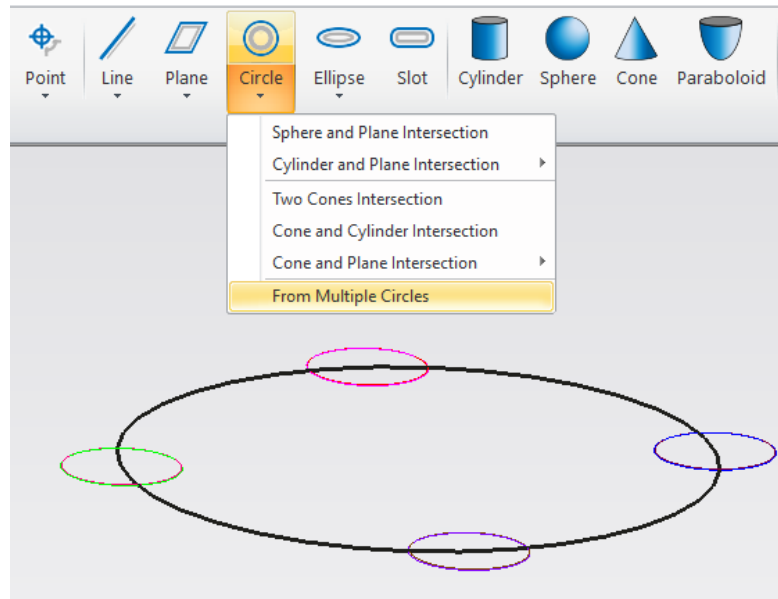 Point Line Plane Circle Ellipse Slot Cylinder Sphere Cone Paraboloid
Sphere and Plane Intersection
Cylinder and Plane Intersection
Two Cones Intersection
Cone and Cylinder Intersection
Cone and Plane Intersection
From Multiple Circles